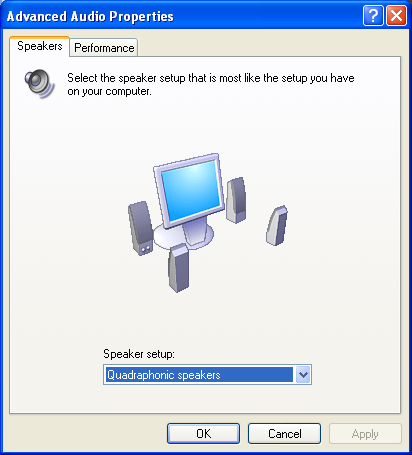 Advanced Audio Properties
Speakers
Performance
Select the speaker setup that is most like the setup you have
on your computer.
Speaker setup:
Quadraphonic speakers
OK
Cancel
Apply